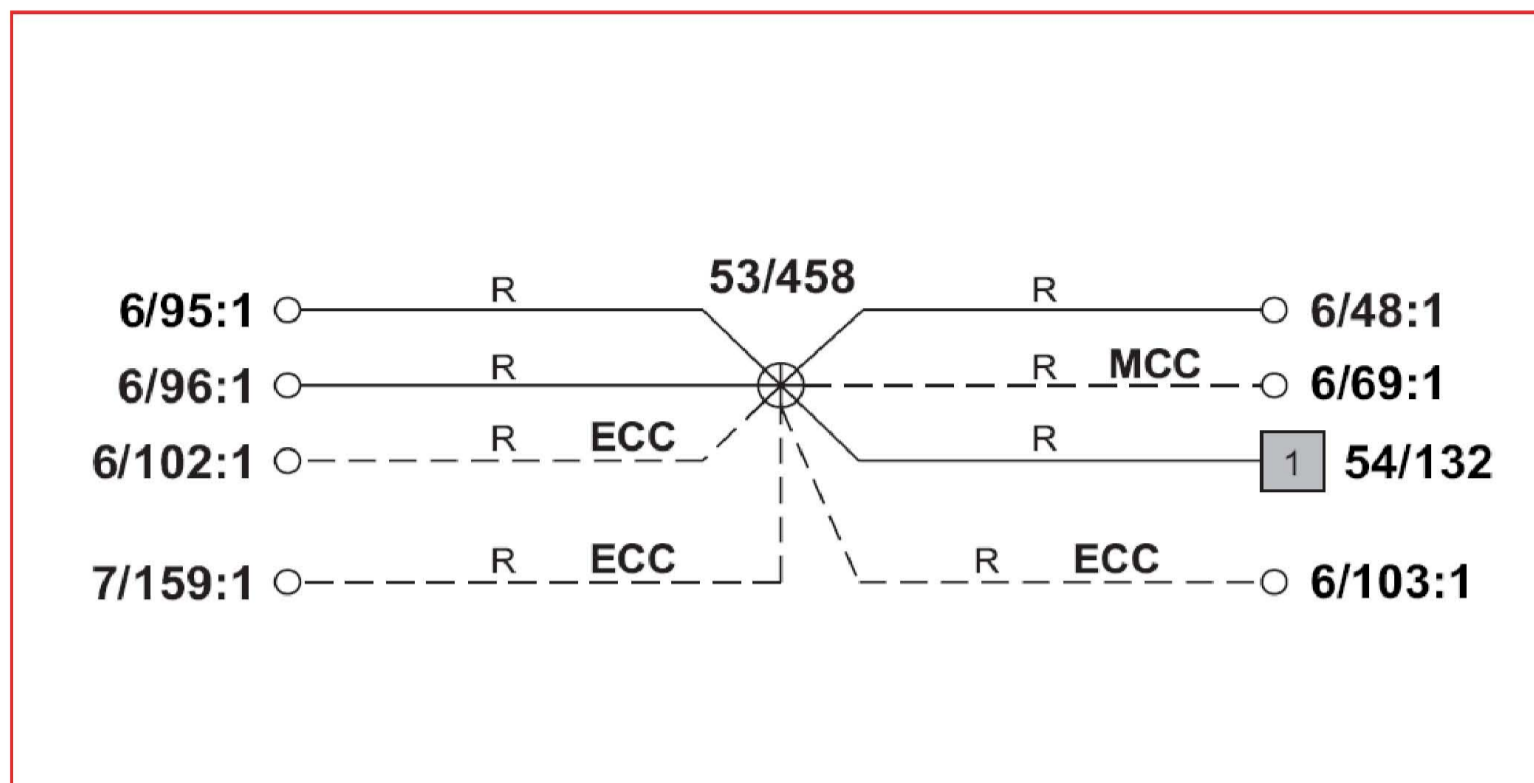 53/458
6/95:1 R R 6/48:1
6/96:1 R R MCC 6/69:1
6/102:1 R ECC R 1 54/132
7/159:1 R ECC R ECC 6/103:1